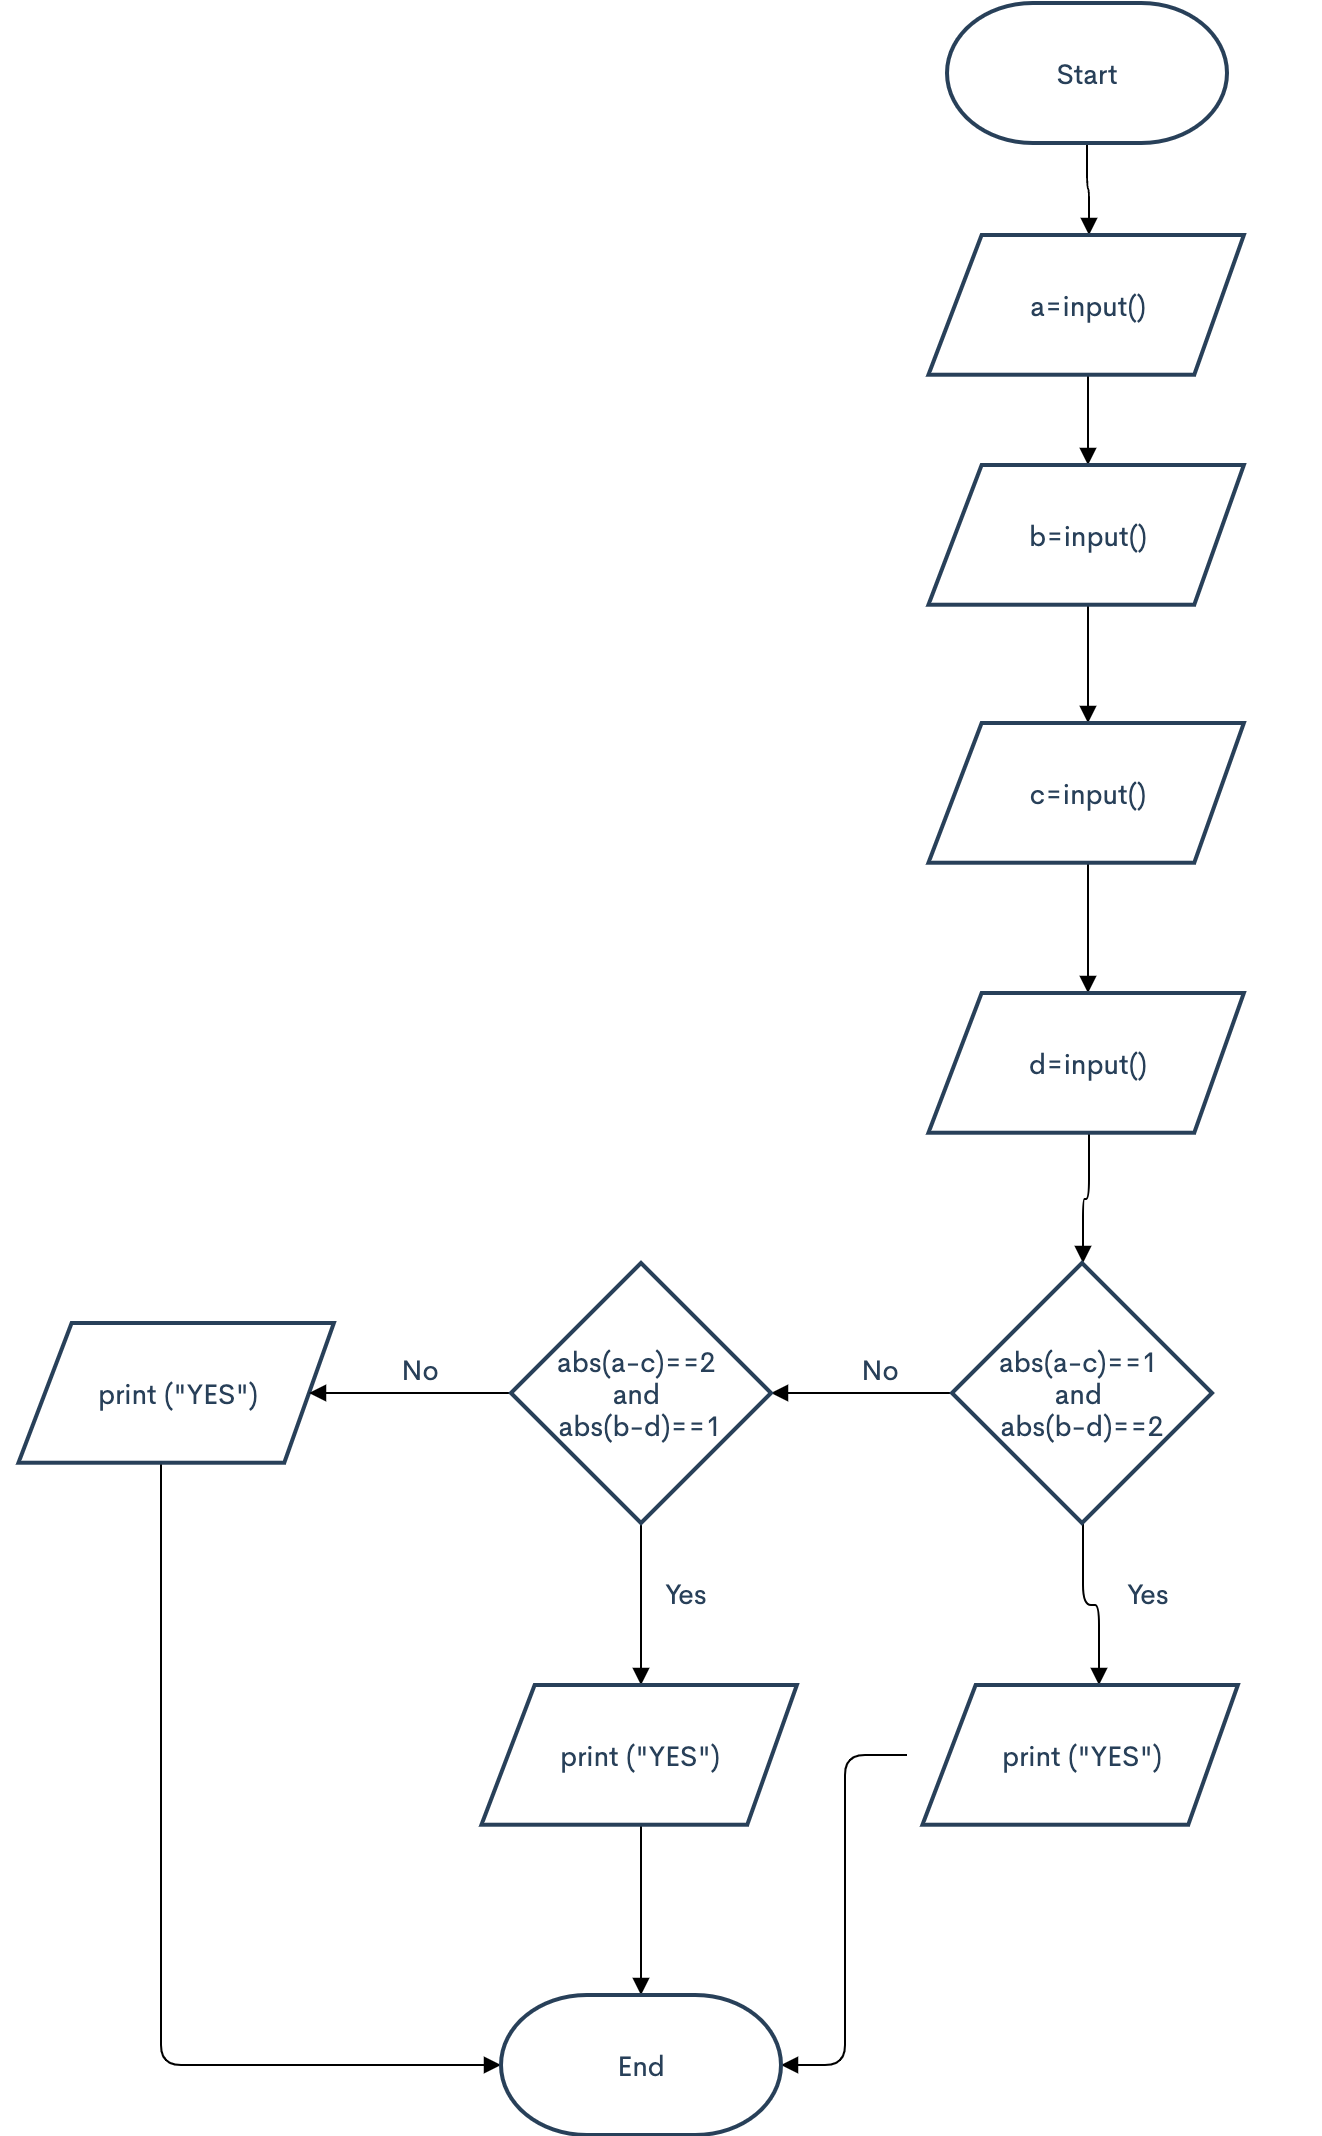 Start
a=input()
b=input()
c=input()
d=input()
abs(a-c)==1
and
abs(b-d)==2
No
abs(a-c)==2
and
abs(b-d)==1
No
print ("YES")
Yes
Yes
print ("YES")
print ("YES")
End